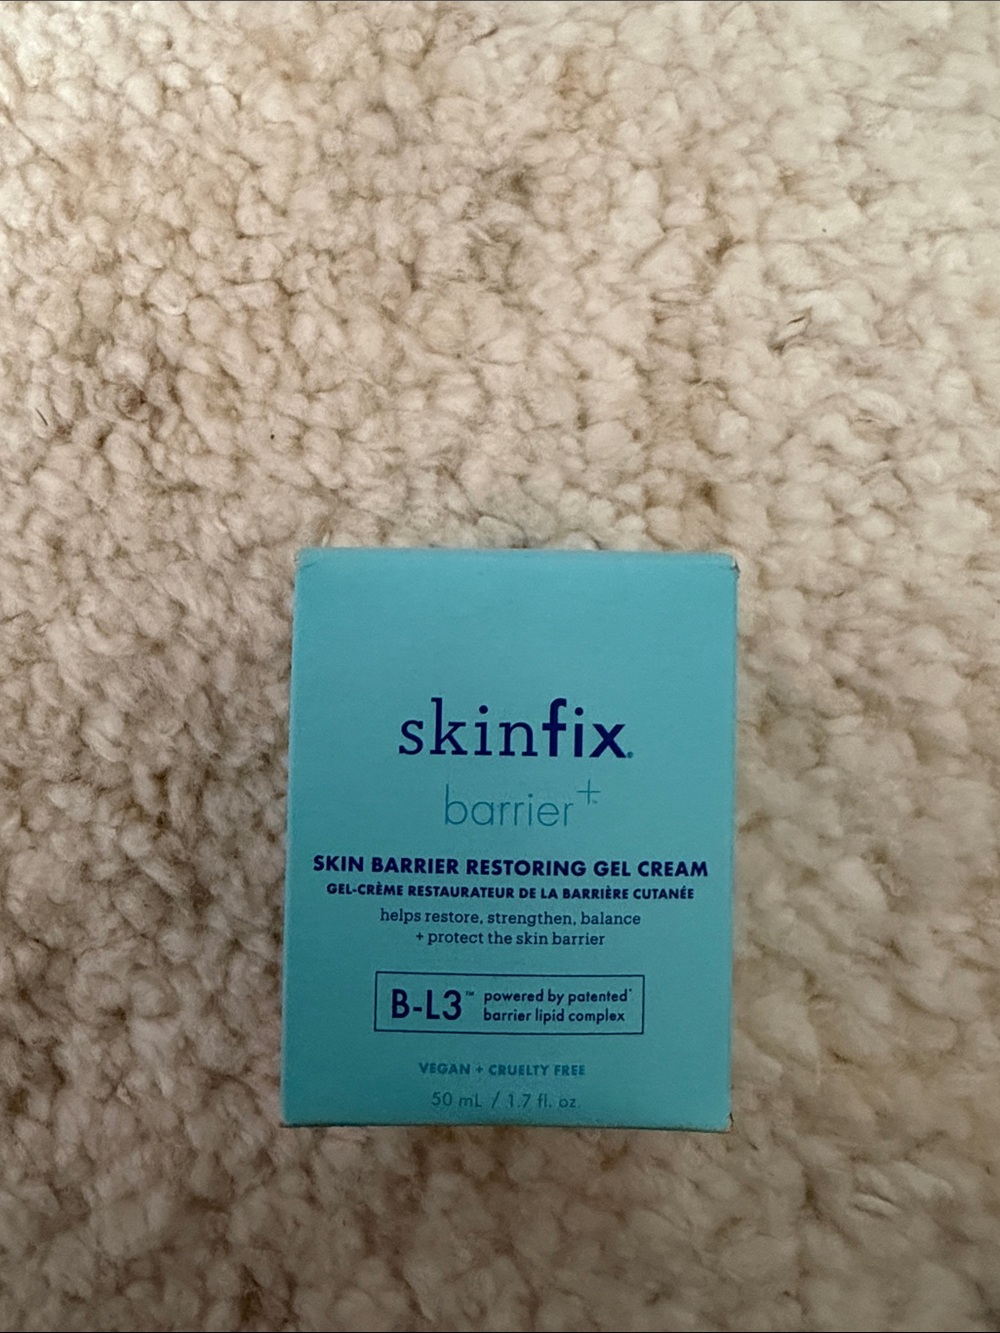 skinfix®
barrier+™
SKIN BARRIER RESTORING GEL CREAM
GEL-CRÈME RESTAURATEUR DE LA BARRIÈRE CUTANÉE
helps restore, strengthen, balance
+ protect the skin barrier
B-L3™ powered by patented*
barrier lipid complex
VEGAN + CRUELTY FREE
50 mL / 1.7 fl. oz.